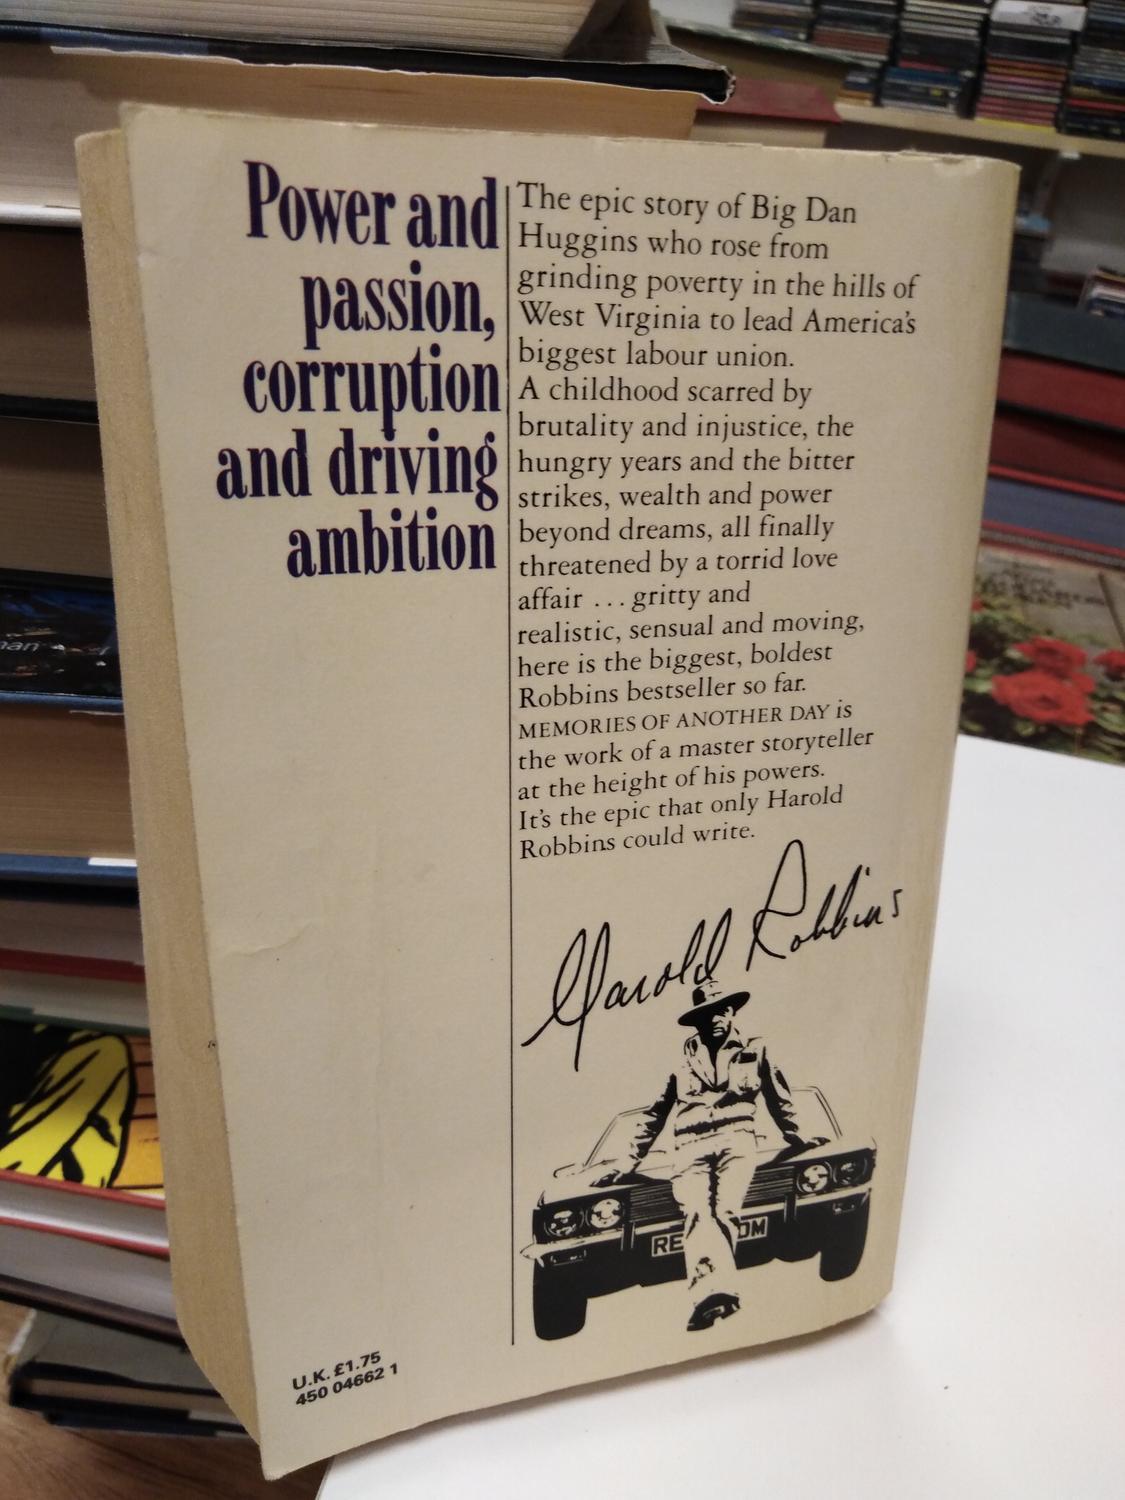 Power and
passion,
corruption
and driving
ambition
The epic story of Big Dan
Huggins who rose from
grinding poverty in the hills of
West Virginia to lead America's
biggest labour union.
A childhood scarred by
brutality and injustice, the
hungry years and the bitter
strikes, wealth and power
beyond dreams, all finally
threatened by a torrid love
affair ... gritty and
realistic, sensual and moving,
here is the biggest, boldest
Robbins bestseller so far.
MEMORIES OF ANOTHER DAY is
the work of a master storyteller
at the height of his powers.
It's the epic that only Harold
Robbins could write.
Harold Robbins
U.K. £1.75
450 04662 1